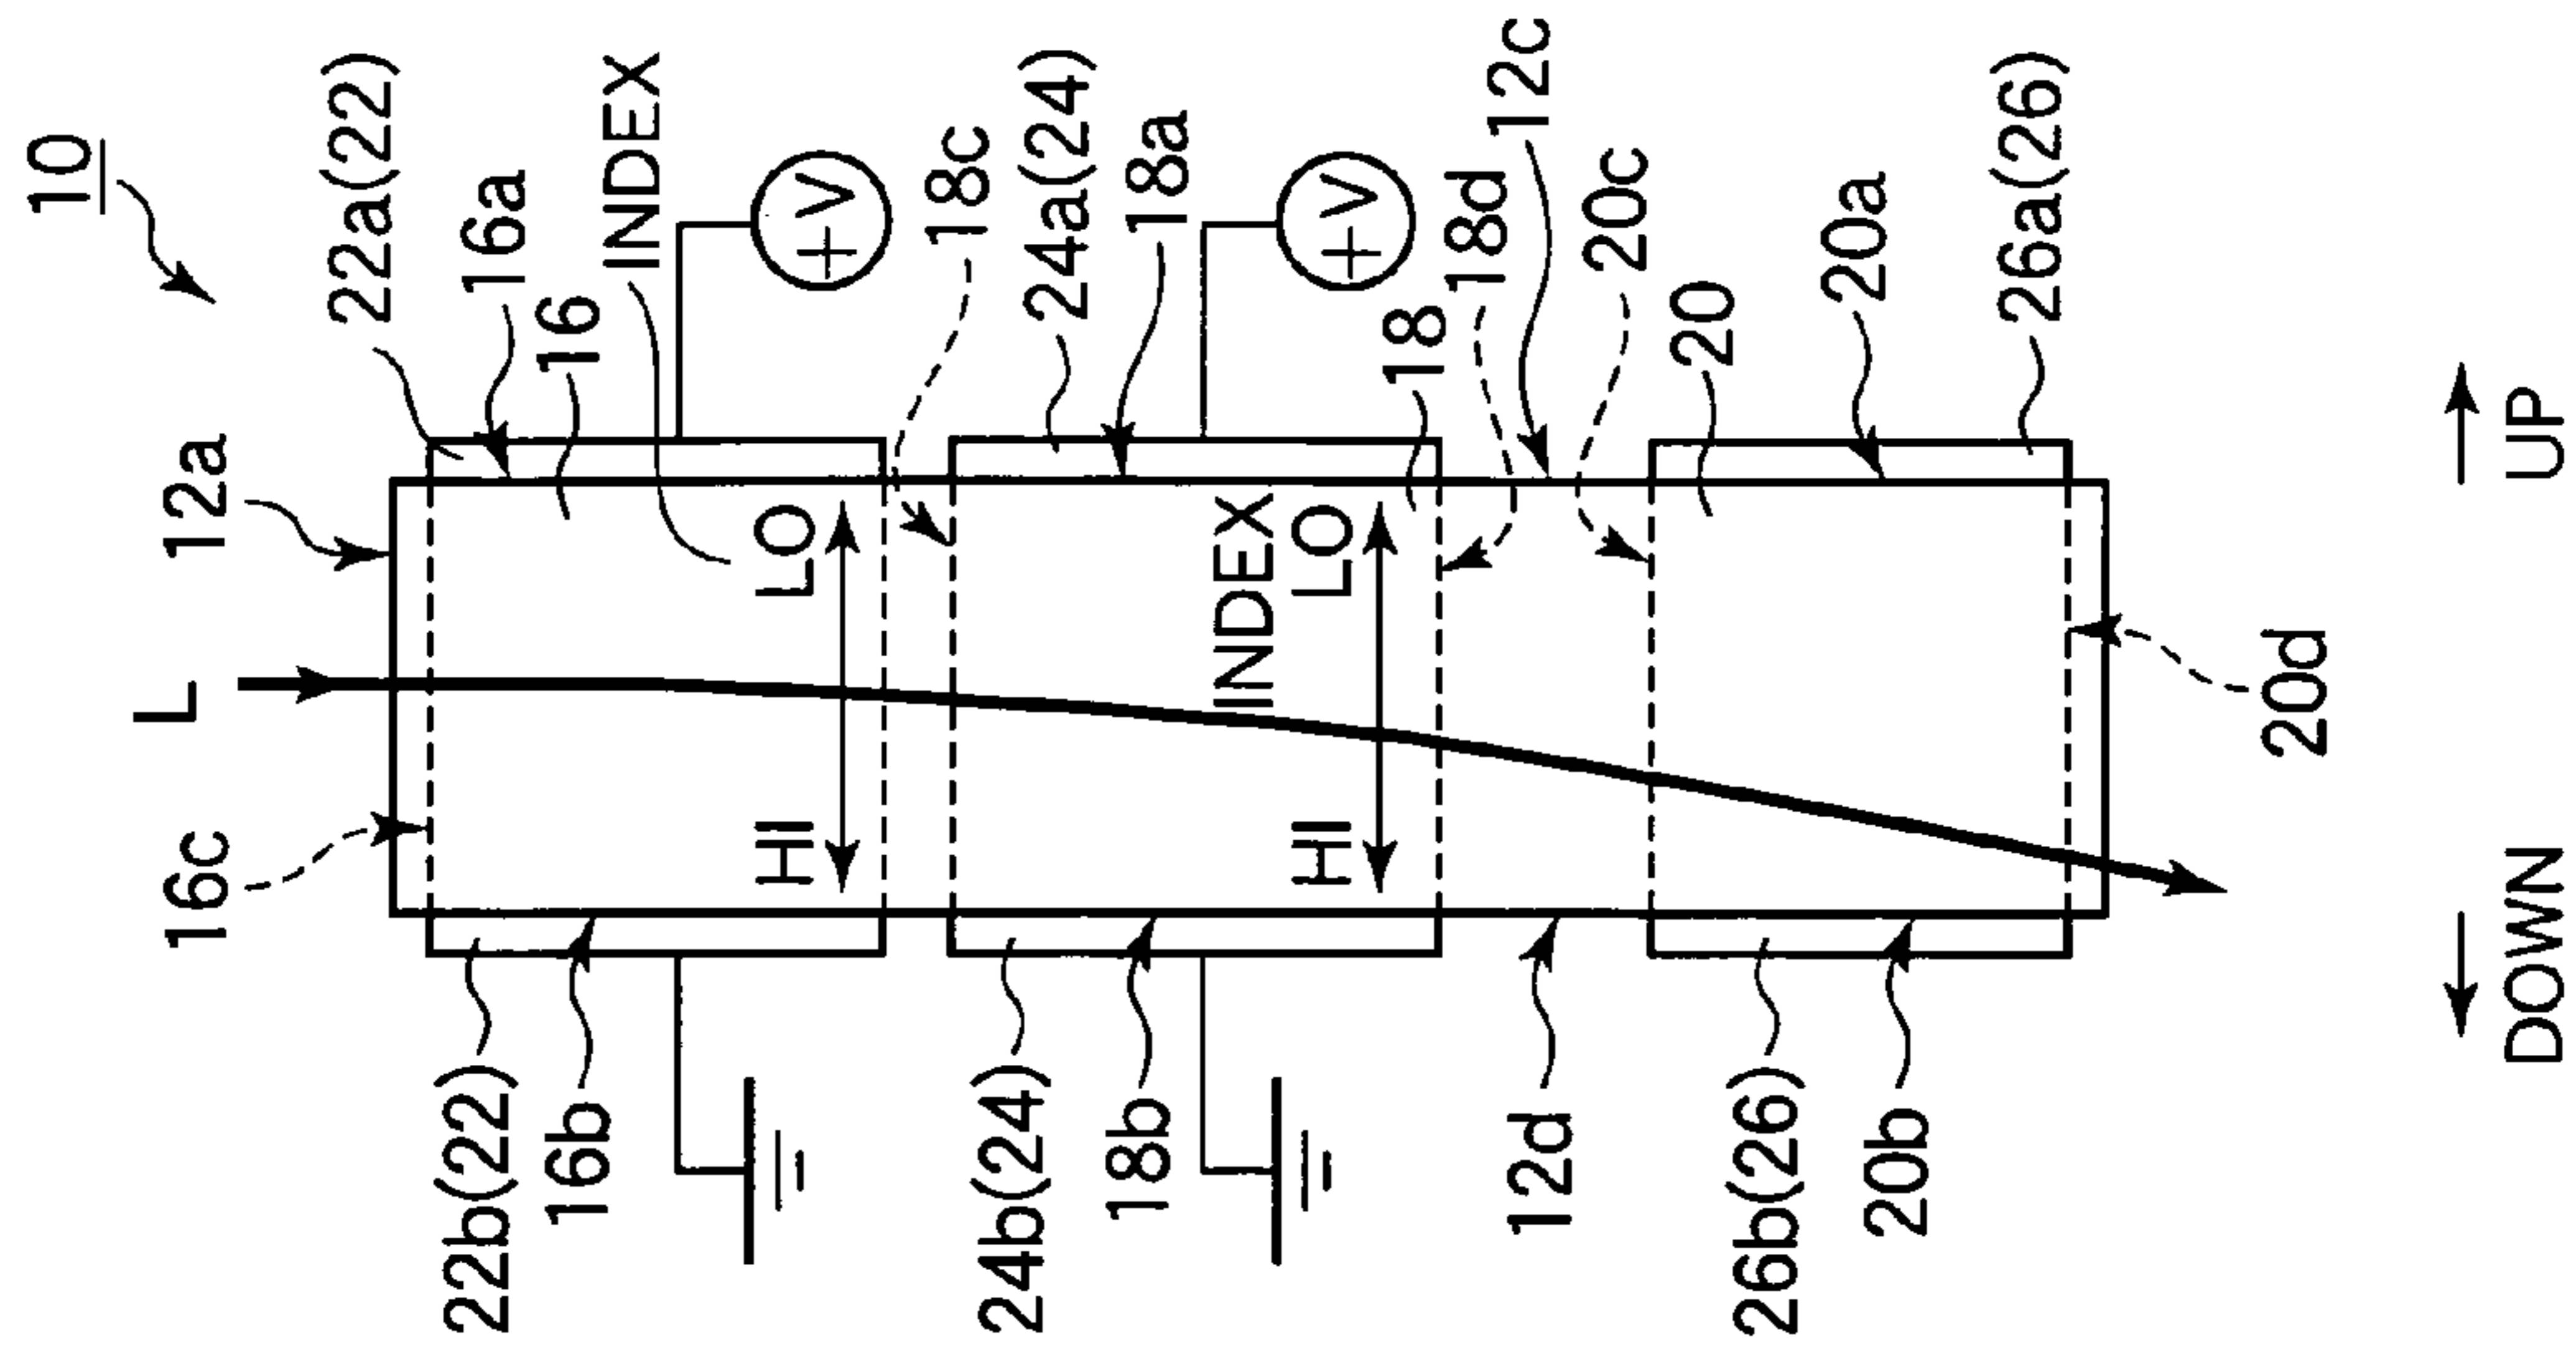 10
22a(22)
16a
16
INDEX
+V
18c
24a(24)
18a
+V
18
18d
12c
20c
20
20a
26a(26)
12a
L
16c
LO
HI
INDEX
LO
HI
20d
22b(22)
16b
24b(24)
18b
12d
26b(26)
20b
UP
DOWN